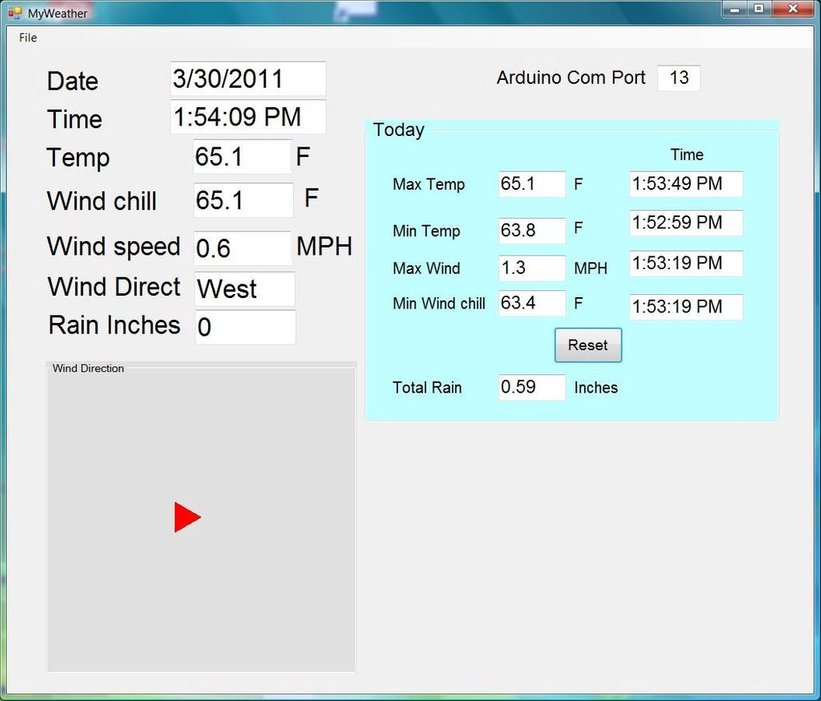 MyWeather
File
Date 3/30/2011
Time 1:54:09 PM
Temp 65.1 F
Wind chill 65.1 F
Wind speed 0.6 MPH
Wind Direct West
Rain Inches 0
Wind Direction
Arduino Com Port 13
Today
Time
Max Temp 65.1 F 1:53:49 PM
Min Temp 63.8 F 1:52:59 PM
Max Wind 1.3 MPH 1:53:19 PM
Min Wind chill 63.4 F 1:53:19 PM
Reset
Total Rain 0.59 Inches